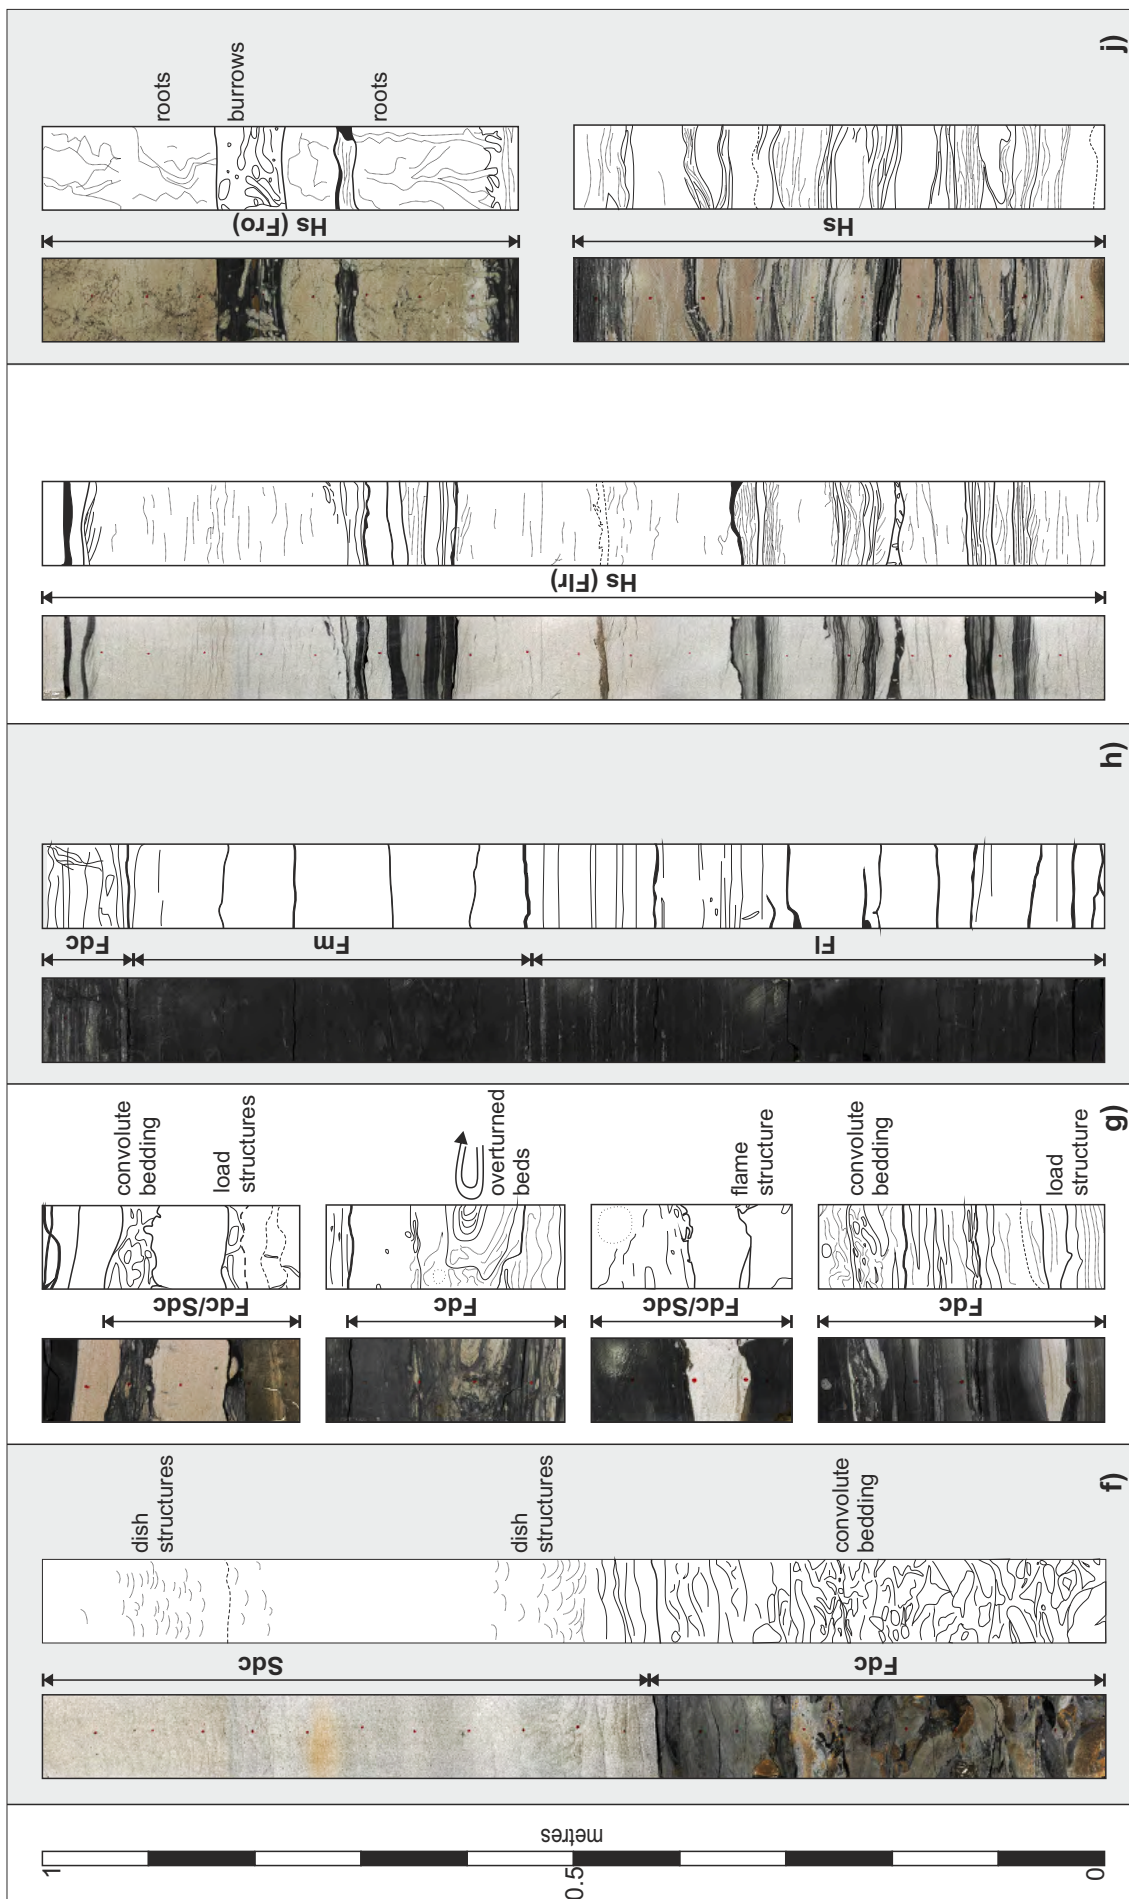 1
0.5
0
metres
Sdc
Fdc
dish
structures
dish
structures
convolute
bedding
f)
Fdc/Sdc
convolute
bedding
load
structures
Fdc
overturned
beds
Fdc/Sdc
flame
structure
Fdc
convolute
bedding
load
structure
g)
Fdc
Fm
Fl
h)
Hs (Flr)
Hs (Fro)
roots
burrows
roots
Hs
j)